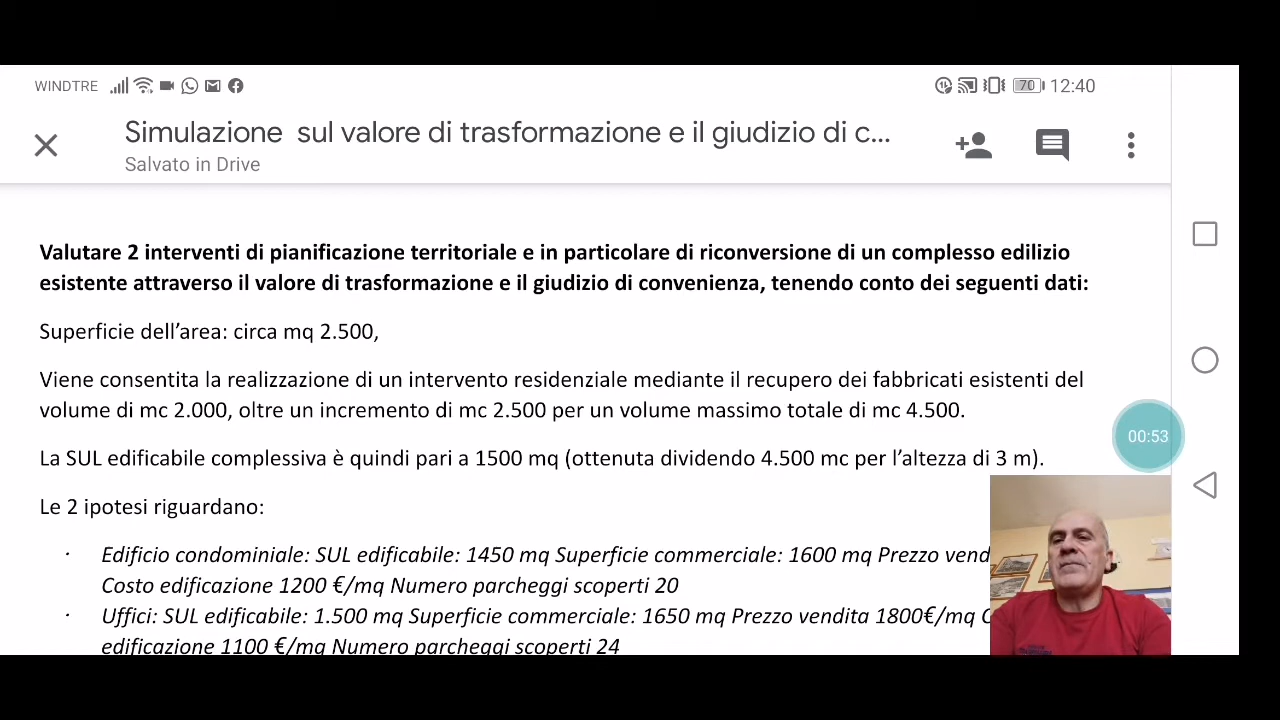 WINDTRE 70 12:40
Simulazione sul valore di trasformazione e il giudizio di c...
Salvato in Drive
Valutare 2 interventi di pianificazione territoriale e in particolare di riconversione di un complesso edilizio
esistente attraverso il valore di trasformazione e il giudizio di convenienza, tenendo conto dei seguenti dati:
Superficie dell’area: circa mq 2.500,
Viene consentita la realizzazione di un intervento residenziale mediante il recupero dei fabbricati esistenti del
volume di mc 2.000, oltre un incremento di mc 2.500 per un volume massimo totale di mc 4.500.
00:53
La SUL edificabile complessiva è quindi pari a 1500 mq (ottenuta dividendo 4.500 mc per l’altezza di 3 m).
Le 2 ipotesi riguardano:
· Edificio condominiale: SUL edificabile: 1450 mq Superficie commerciale: 1600 mq Prezzo vend
Costo edificazione 1200 €/mq Numero parcheggi scoperti 20
· Uffici: SUL edificabile: 1.500 mq Superficie commerciale: 1650 mq Prezzo vendita 1800€/mq
edificazione 1100 €/mq Numero parcheggi scoperti 24